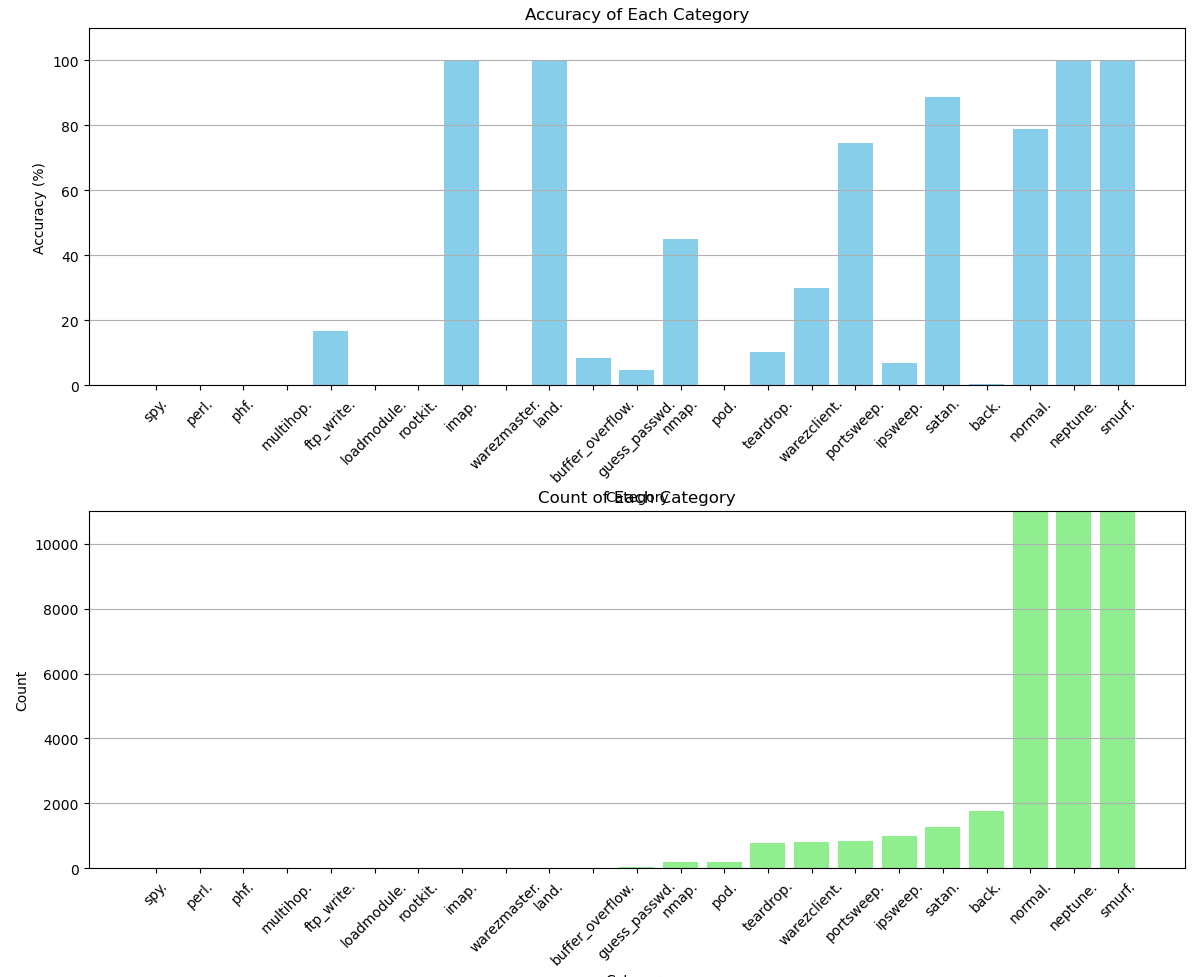 Accuracy of Each Category
Accuracy (%)
100
80
60
40
20
0
spy.
perl.
phf.
multihop.
ftp_write.
loadmodule.
rootkit.
imap.
warezmaster.
land.
buffer_overflow.
guess_passwd.
nmap.
pod.
teardrop.
warezclient.
portsweep.
ipsweep.
satan.
back.
normal.
neptune.
smurf.
Category
Count of Each Category
Count
10000
8000
6000
4000
2000
0
spy.
perl.
phf.
multihop.
ftp_write.
loadmodule.
rootkit.
imap.
warezmaster.
land.
buffer_overflow.
guess_passwd.
nmap.
pod.
teardrop.
warezclient.
portsweep.
ipsweep.
satan.
back.
normal.
neptune.
smurf.